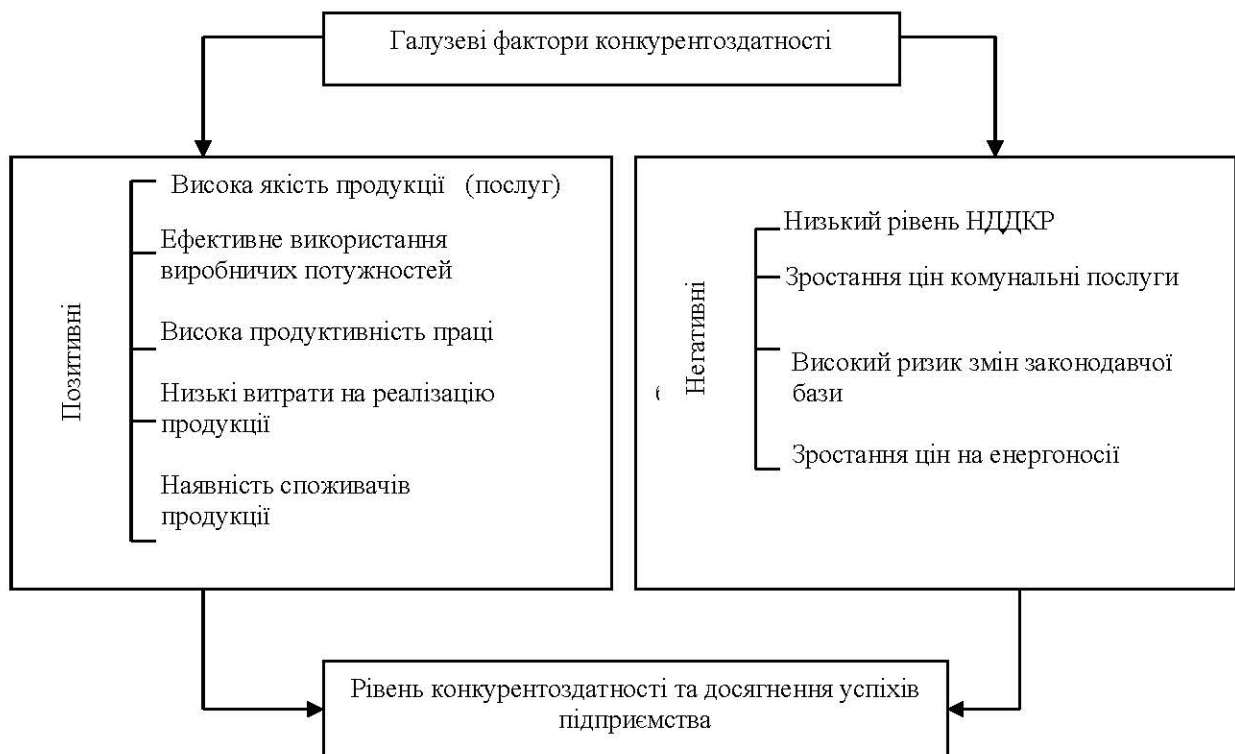 Галузеві фактори конкурентоздатності
Позитивні
Висока якість продукції (послуг)
Ефективне використання
виробничих потужностей
Висока продуктивність праці
Низькі витрати на реалізацію
продукції
Наявність споживачів
продукції
Негативні
Низький рівень НДДКР
Зростання цін комунальні послуги
Високий ризик змін законодавчої
бази
Зростання цін на енергоносії
Рівень конкурентоздатності та досягнення успіхів
підприємства